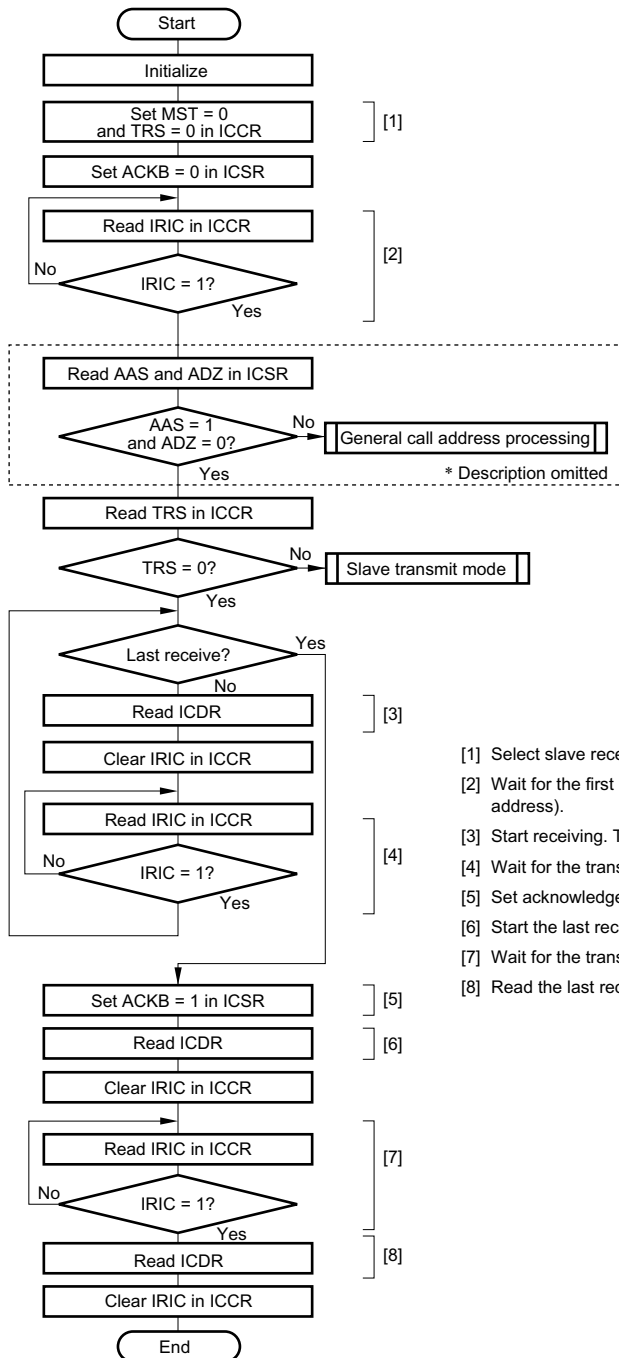 Start
Initialize
Set MST = 0
and TRS = 0 in ICCR
[1]
Set ACKB = 0 in ICSR
Read IRIC in ICCR
[2]
No
IRIC = 1?
Yes
Read AAS and ADZ in ICSR
AAS = 1
and ADZ = 0?
No
General call address processing
Yes
* Description omitted
Read TRS in ICCR
TRS = 0?
No
Slave transmit mode
Yes
Last receive?
Yes
No
Read ICDR
[3]
Clear IRIC in ICCR
Read IRIC in ICCR
[4]
No
IRIC = 1?
Yes
[1] Select slave rece
[2] Wait for the first
address).
[3] Start receiving. T
[4] Wait for the trans
[5] Set acknowledge
[6] Start the last rec
[7] Wait for the trans
[8] Read the last rec
Set ACKB = 1 in ICSR
[5]
Read ICDR
[6]
Clear IRIC in ICCR
Read IRIC in ICCR
[7]
No
IRIC = 1?
Yes
Read ICDR
[8]
Clear IRIC in ICCR
End